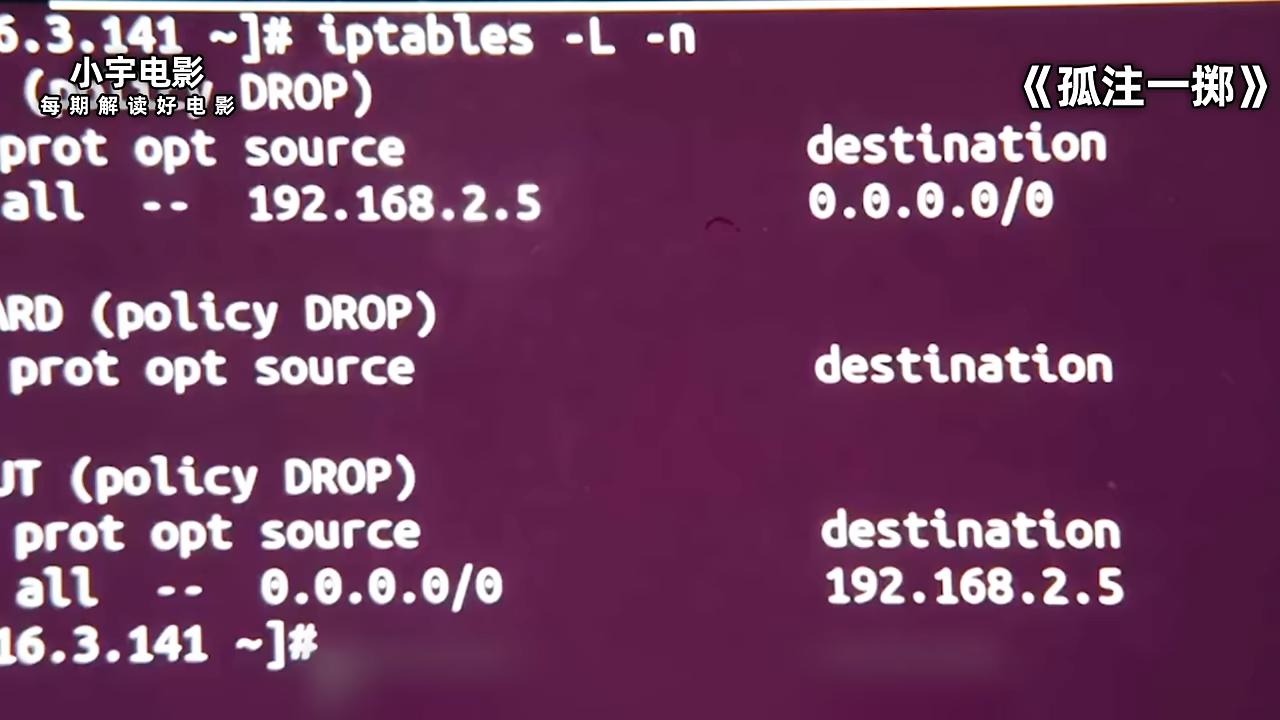 6.3.141 ~]# iptables -L -n
小宇电影
《孤注一掷》
每期解读好电影
(policy DROP)
prot opt source destination
all -- 192.168.2.5 0.0.0.0/0
ARD (policy DROP)
prot opt source destination
UT (policy DROP)
prot opt source destination
all -- 0.0.0.0/0 192.168.2.5
16.3.141 ~]#